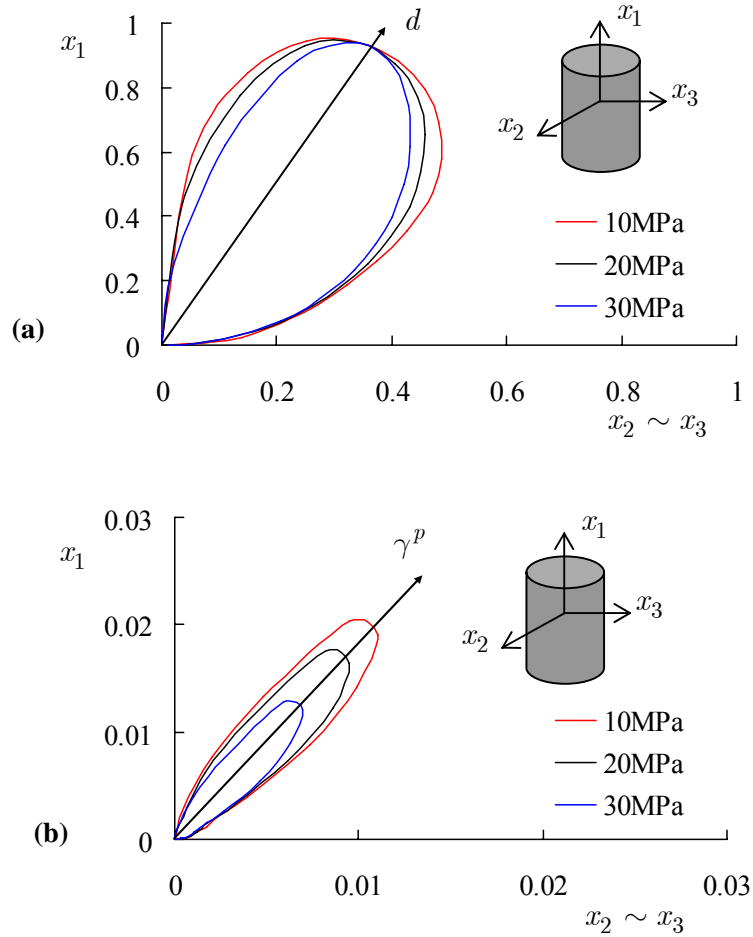 1
x₁
d
0.8
0.6
0.4
0.2
0
(a)
0 0.2 0.4 0.6 0.8 1
x₂ ~ x₃
x₁
x₃
x₂
10MPa
20MPa
30MPa
0.03
x₁
γᵖ
0.02
0.01
0
(b)
0 0.01 0.02 0.03
x₂ ~ x₃
x₁
x₃
x₂
10MPa
20MPa
30MPa